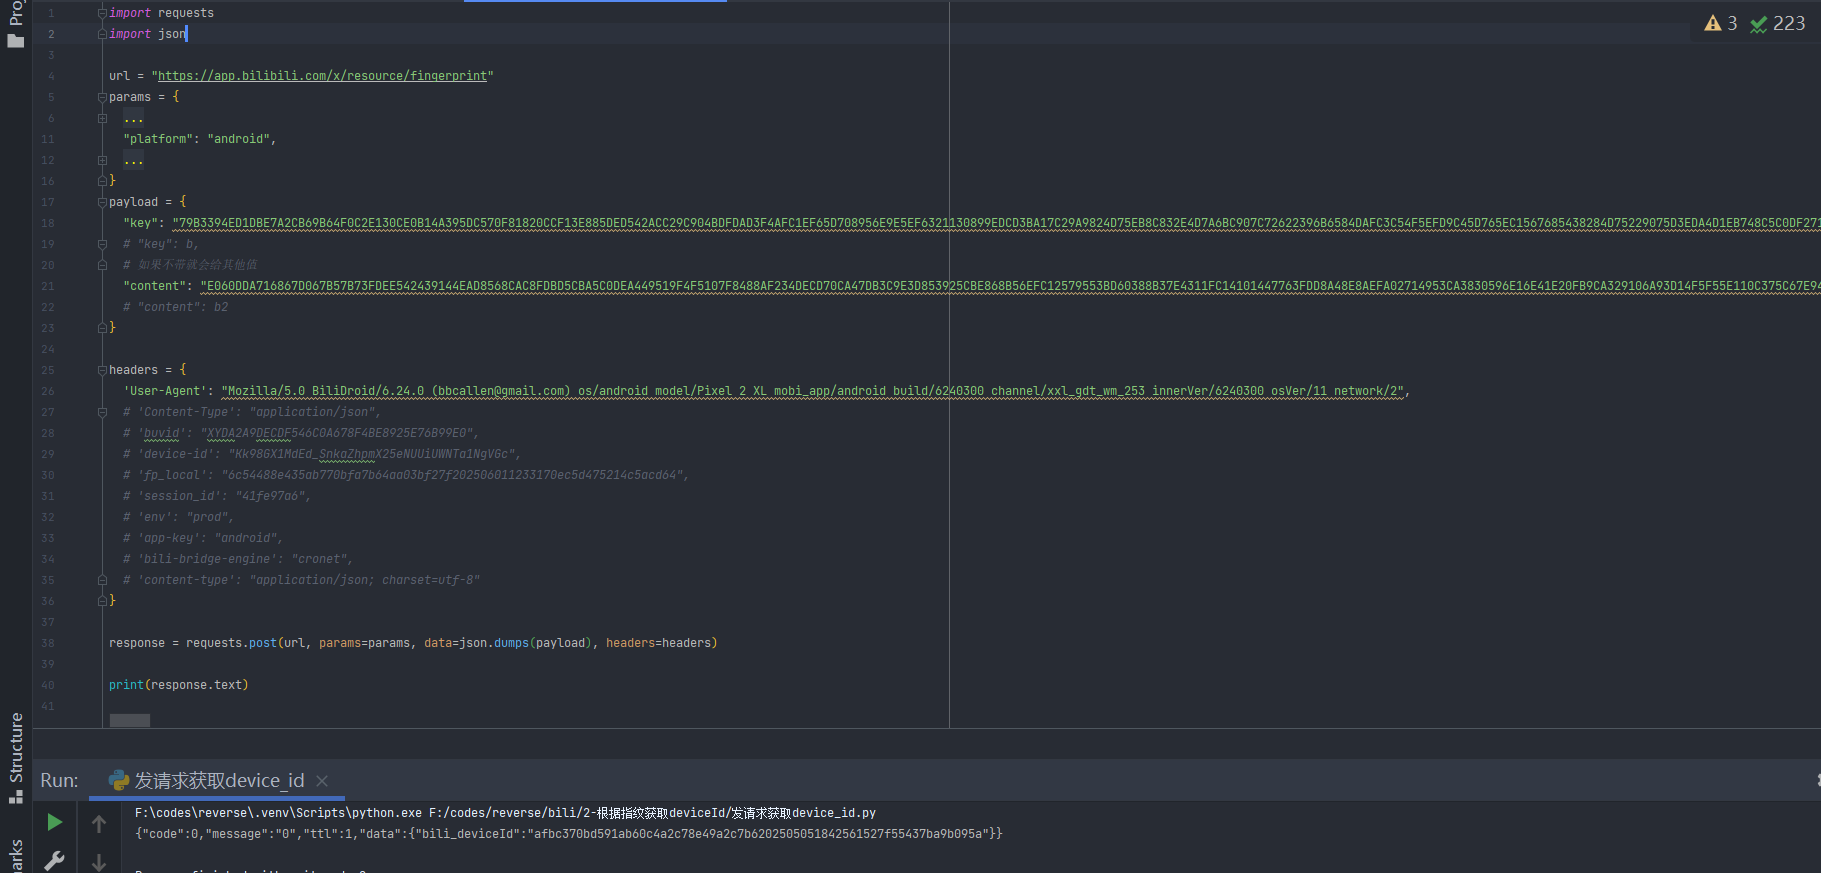 Proj
1 import requests
2 import json
3
4 url = "https://app.bilibili.com/x/resource/fingerprint"
5 params = {
6 ...
11 "platform": "android",
12 ...
16 }
17 payload = {
18 "key": "79B3394ED1DBE7A2CB69B64F0C2E130CE0B14A395DC570F81820CCF13E885DED542ACC29C904BDFDAD3F4AFC1EF65D708956E9E5EF6321130899EDCD3BA17C29A9824D75EB8C832E4D7A6BC907C72622396B6584DAFC3C54F5EFD9C45D765EC1567685438284D75229075D3EDA4D1EB748C5C0DF271
19 # "key": b,
20 # 如果不带就会给其他值
21 "content": "E060DDA716867D067B57B73FDEE542439144EAD8568CAC8FDBD5CBA5C0DEA449519F4F5107F8488AF234DECD70CA47DB3C9E3D853925CBE868B56EFC12579553BD60388B37E4311FC14101447763FDD8A48E8AEFA02714953CA3830596E16E41E20FB9CA329106A93D14F5F55E110C375C67E94
22 # "content": b2
23 }
24
25 headers = {
26 'User-Agent': "Mozilla/5.0 BiliDroid/6.24.0 (bbcallen@gmail.com) os/android model/Pixel 2 XL mobi_app/android build/6240300 channel/xxl_gdt_wm_253 innerVer/6240300 osVer/11 network/2",
27 # 'Content-Type': "application/json",
28 # 'buvid': "XYDA2A9DECDF546C0A678F4BE8925E76B99E0",
29 # 'device-id': "Kk98GX1MdEd_SnkaZhpmX25eNUUiUWNTa1NgVGc",
30 # 'fp_local': "6c54488e435ab770bfa7b64aa03bf27f202506011233170ec5d475214c5acd64",
31 # 'session_id': "41fe97a6",
32 # 'env': "prod",
33 # 'app-key': "android",
34 # 'bili-bridge-engine': "cronet",
35 # 'content-type': "application/json; charset=utf-8"
36 }
37
38 response = requests.post(url, params=params, data=json.dumps(payload), headers=headers)
39
40 print(response.text)
41
3 223
Structure
Run: 发请求获取device_id
F:\codes\reverse\.venv\Scripts\python.exe F:/codes/reverse/bili/2-根据指纹获取deviceId/发请求获取device_id.py
{"code":0,"message":"0","ttl":1,"data":{"bili_deviceId":"afbc370bd591ab60c4a2c78e49a2c7b6202505051842561527f55437ba9b095a"}}